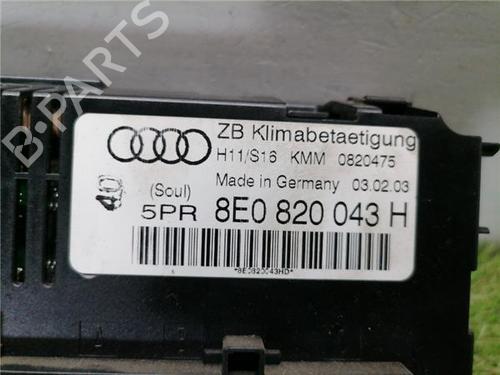 ZB Klimabetaetigung
H11/S16 KMM 0820475
Made in Germany 03.02.03
(Soul)
5PR 8E0 820 043 H
*8E0820043HD*
B-PARTS